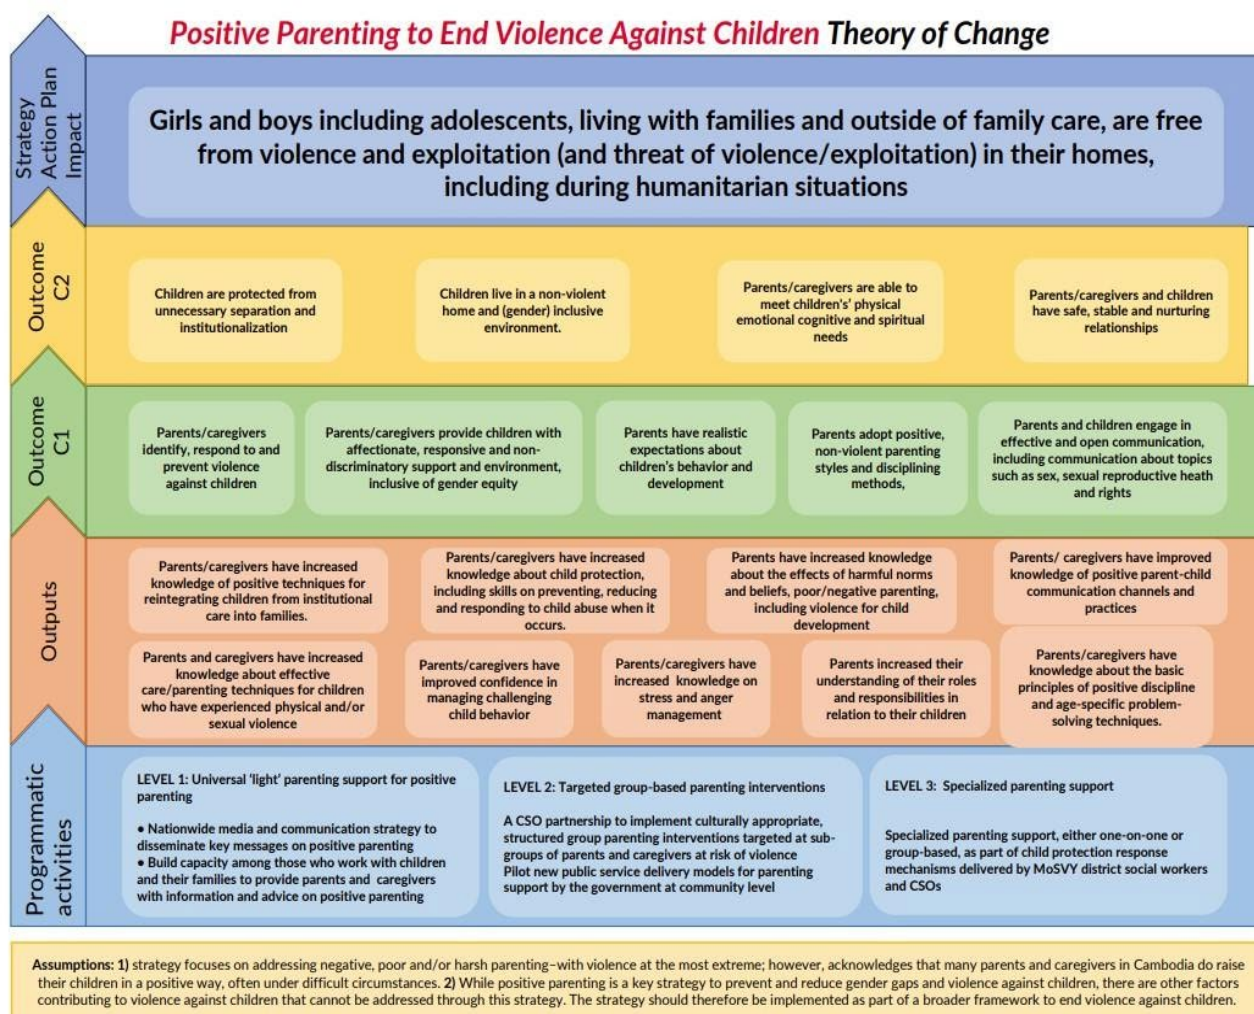 Positive Parenting to End Violence Against Children Theory of Change
Strategy
Action Plan
Impact
Girls and boys including adolescents, living with families and outside of family care, are free
from violence and exploitation (and threat of violence/exploitation) in their homes,
including during humanitarian situations
Outcome
C2
Children are protected from
unnecessary separation and
institutionalization
Children live in a non-violent
home and (gender) inclusive
environment.
Parents/caregivers are able to
meet children's' physical
emotional cognitive and spiritual
needs
Parents/caregivers and children
have safe, stable and nurturing
relationships
Outcome
C1
Parents/caregivers
identify, respond to and
prevent violence
against children
Parents/caregivers provide children with
affectionate, responsive and non-
discriminatory support and environment,
inclusive of gender equity
Parents have realistic
expectations about
children's behavior and
development
Parents adopt positive,
non-violent parenting
styles and disciplining
methods,
Parents and children engage in
effective and open communication,
including communication about topics
such as sex, sexual reproductive heath
and rights
Outputs
Parents/caregivers have increased
knowledge of positive techniques for
reintegrating children from institutional
care into families.
Parents/caregivers have increased
knowledge about child protection,
including skills on preventing, reducing
and responding to child abuse when it
occurs.
Parents have increased knowledge
about the effects of harmful norms
and beliefs, poor/negative parenting,
including violence for child
development
Parents/ caregivers have improved
knowledge of positive parent-child
communication channels and
practices
Parents and caregivers have increased
knowledge about effective
care/parenting techniques for children
who have experienced physical and/or
sexual violence
Parents/caregivers have
improved confidence in
managing challenging
child behavior
Parents/caregivers have
increased knowledge on
stress and anger
management
Parents increased their
understanding of their roles
and responsibilities in
relation to their children
Parents/caregivers have
knowledge about the basic
principles of positive discipline
and age-specific problem-
solving techniques.
Programmatic
activities
LEVEL 1: Universal ‘light’ parenting support for positive
parenting
● Nationwide media and communication strategy to
disseminate key messages on positive parenting
● Build capacity among those who work with children
and their families to provide parents and caregivers
with information and advice on positive parenting
LEVEL 2: Targeted group-based parenting interventions
A CSO partnership to implement culturally appropriate,
structured group parenting interventions targeted at sub-
groups of parents and caregivers at risk of violence
Pilot new public service delivery models for parenting
support by the government at community level
LEVEL 3: Specialized parenting support
Specialized parenting support, either one-on-one or
group-based, as part of child protection response
mechanisms delivered by MoSVY district social workers
and CSOs
Assumptions: 1) strategy focuses on addressing negative, poor and/or harsh parenting–with violence at the most extreme; however, acknowledges that many parents and caregivers in Cambodia do raise
their children in a positive way, often under difficult circumstances. 2) While positive parenting is a key strategy to prevent and reduce gender gaps and violence against children, there are other factors
contributing to violence against children that cannot be addressed through this strategy. The strategy should therefore be implemented as part of a broader framework to end violence against children.